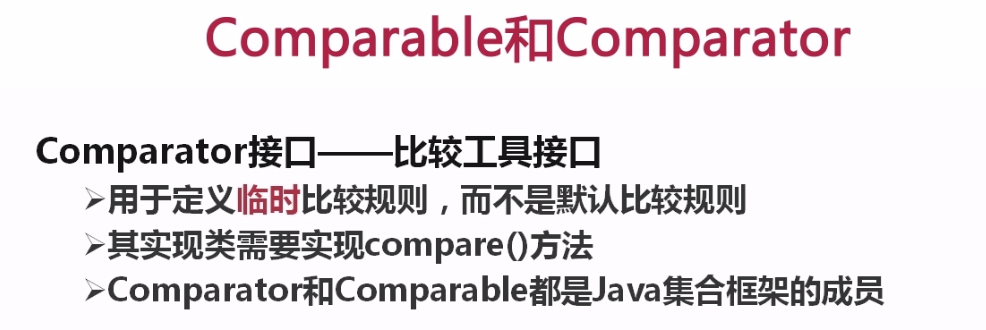 Comparable和Comparator
Comparator接口——比较工具接口
➢用于定义临时比较规则，而不是默认比较规则
➢其实现类需要实现compare()方法
➢Comparator和Comparable都是Java集合框架的成员